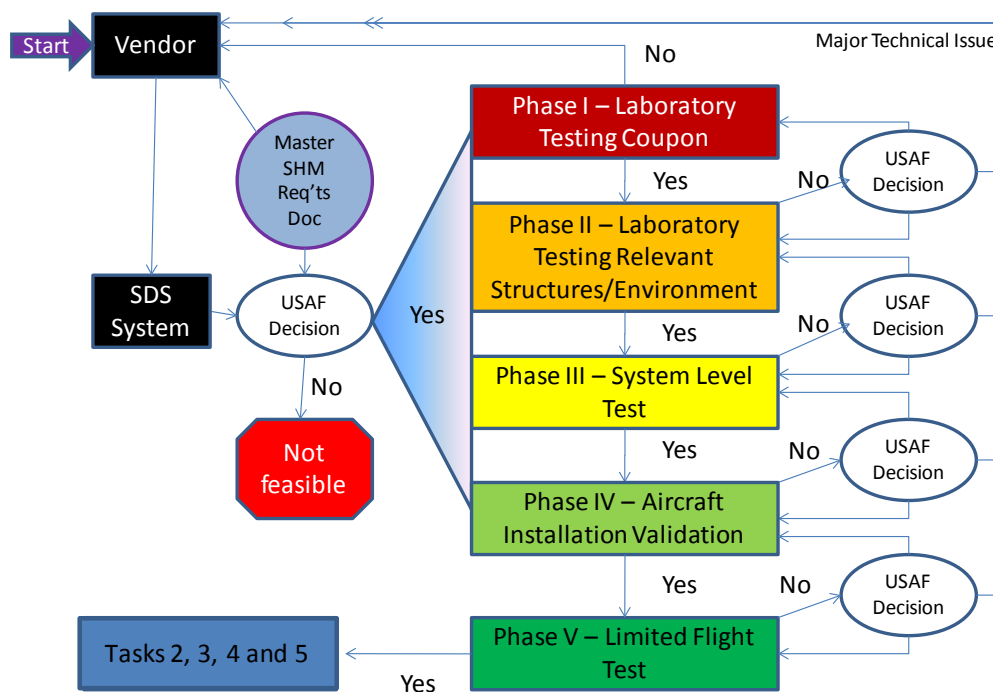 Start
Vendor
Major Technical Issue
No
Phase I – Laboratory
Testing Coupon
Master
SHM
Req'ts
Doc
USAF
Decision
Yes
No
Phase II – Laboratory
Testing Relevant
Structures/Environment
SDS
System
USAF
Decision
Yes
USAF
Decision
Yes
No
No
Phase III – System Level
Test
Not
feasible
Yes
No
USAF
Decision
Phase IV – Aircraft
Installation Validation
Yes
No
USAF
Decision
Phase V – Limited Flight
Test
Yes
Tasks 2, 3, 4 and 5